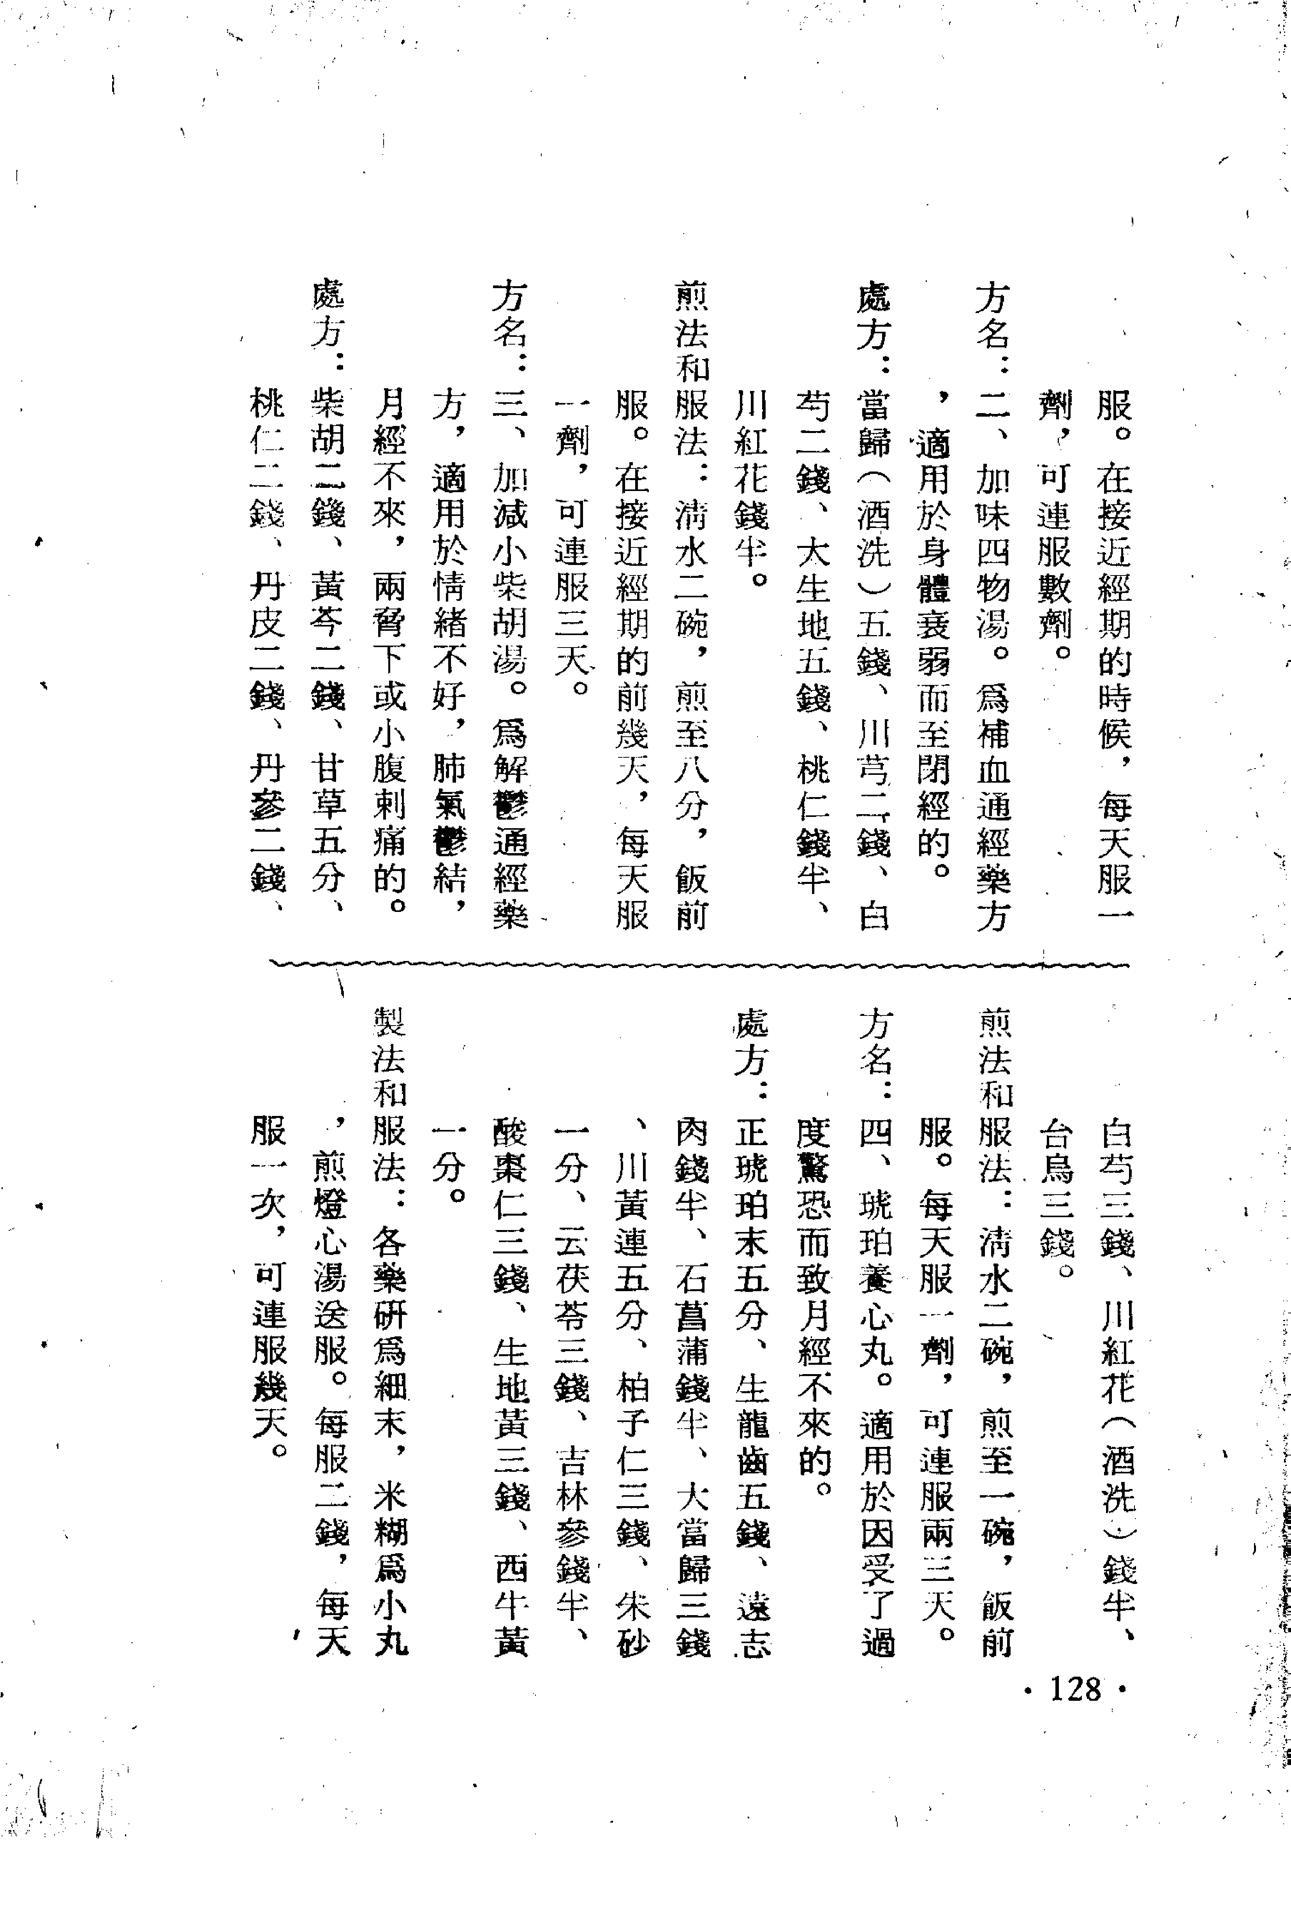 服。在接近經期的時候，每天服一
劑，可連服數劑。
方名：二、加味四物湯。爲補血通經藥方
，適用於身體衰弱而至閉經的。
處方：當歸（酒洗）五錢、川芎二錢、白
芍二錢、大生地五錢、桃仁錢半、
川紅花錢半。
煎法和服法：淸水二碗，煎至八分，飯前
服。在接近經期的前幾天，每天服
一劑，可連服三天。
方名：三、加減小柴胡湯。爲解鬱通經藥
方，適用於情緒不好，肺氣鬱結，
月經不來，兩脅下或小腹刺痛的。
處方：柴胡二錢、黃芩二錢、甘草五分、
桃仁二錢、丹皮二錢、丹參二錢、
白芍三錢、川紅花（酒洗）錢半、
台烏三錢。
煎法和服法：淸水二碗，煎至一碗，飯前
服。每天服一劑，可連服兩三天。
方名：四、琥珀養心丸。適用於因受了過
度驚恐而致月經不來的。
處方：正琥珀末五分、生龍齒五錢、遠志
肉錢半、石菖蒲錢半、大當歸三錢
、川黃連五分、柏子仁三錢、朱砂
一分、云茯苓三錢、吉林參錢半、
酸棗仁三錢、生地黃三錢、西牛黃
一分。
製法和服法：各藥研爲細末，米糊爲小丸
，煎燈心湯送服。每服二錢，每天
服一次，可連服幾天。
· 128 ·